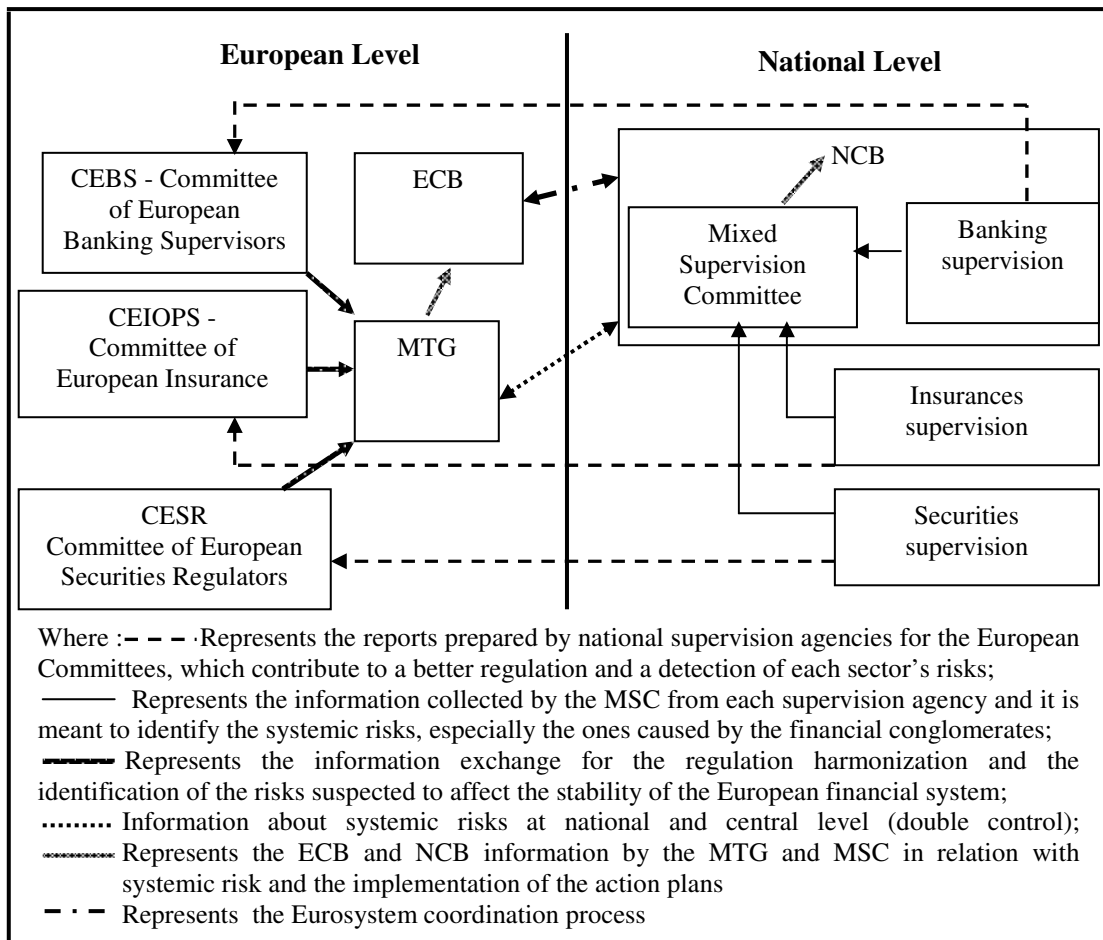 European Level
National Level
CEBS - Committee
of European
Banking Supervisors
ECB
NCB
Mixed
Supervision
Committee
Banking
supervision
CEIOPS -
Committee of
European Insurance
MTG
Insurances
supervision
CESR
Committee of European
Securities Regulators
Securities
supervision
Where : Represents the reports prepared by national supervision agencies for the European
Committees, which contribute to a better regulation and a detection of each sector's risks;
Represents the information collected by the MSC from each supervision agency and it is
meant to identify the systemic risks, especially the ones caused by the financial conglomerates;
Represents the information exchange for the regulation harmonization and the
identification of the risks suspected to affect the stability of the European financial system;
Information about systemic risks at national and central level (double control);
Represents the ECB and NCB information by the MTG and MSC in relation with
systemic risk and the implementation of the action plans
Represents the Eurosystem coordination process